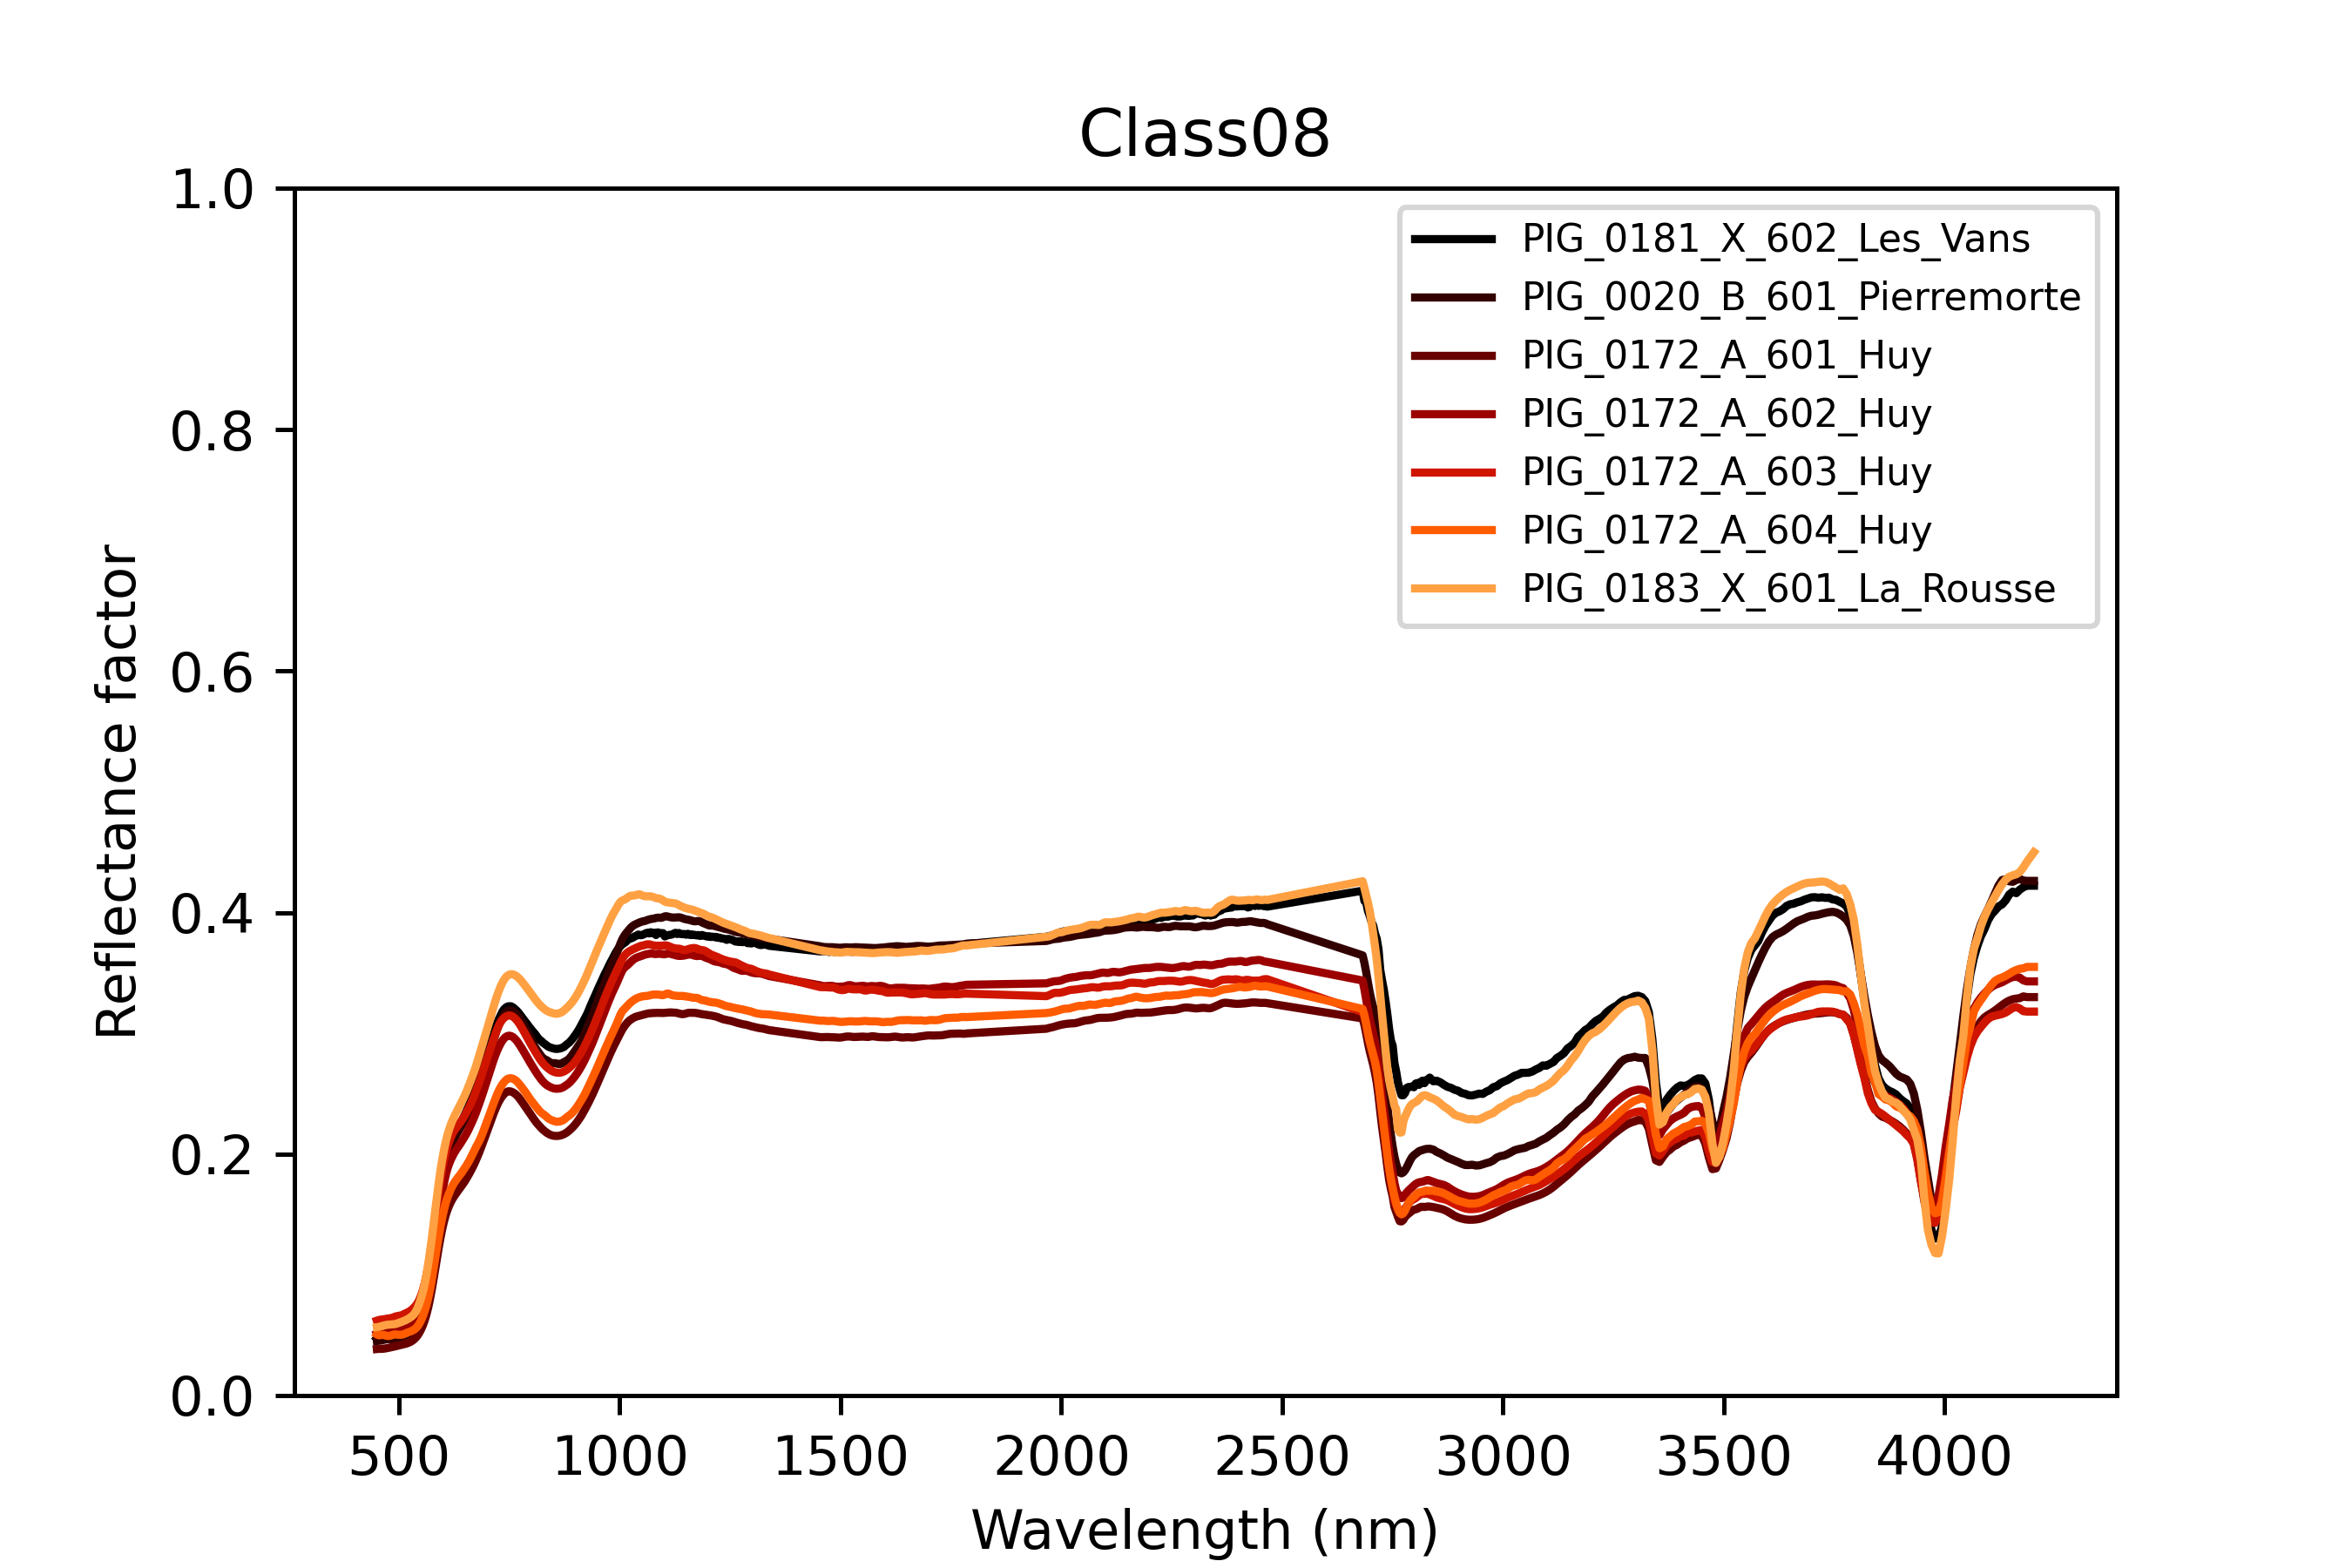 Class08
1.0
0.8
0.6
0.4
0.2
0.0
Reflectance factor
PIG_0181_X_602_Les_Vans
PIG_0020_B_601_Pierremorte
PIG_0172_A_601_Huy
PIG_0172_A_602_Huy
PIG_0172_A_603_Huy
PIG_0172_A_604_Huy
PIG_0183_X_601_La_Rousse
500 1000 1500 2000 2500 3000 3500 4000
Wavelength (nm)